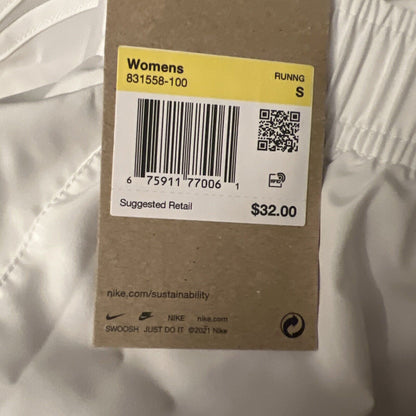 Womens
831558-100
RUNNG
S
6 75911 77006 1
RFID
Suggested Retail
$32.00
nike.com/sustainability
NIKE
SWOOSH JUST DO IT ©2021 Nike